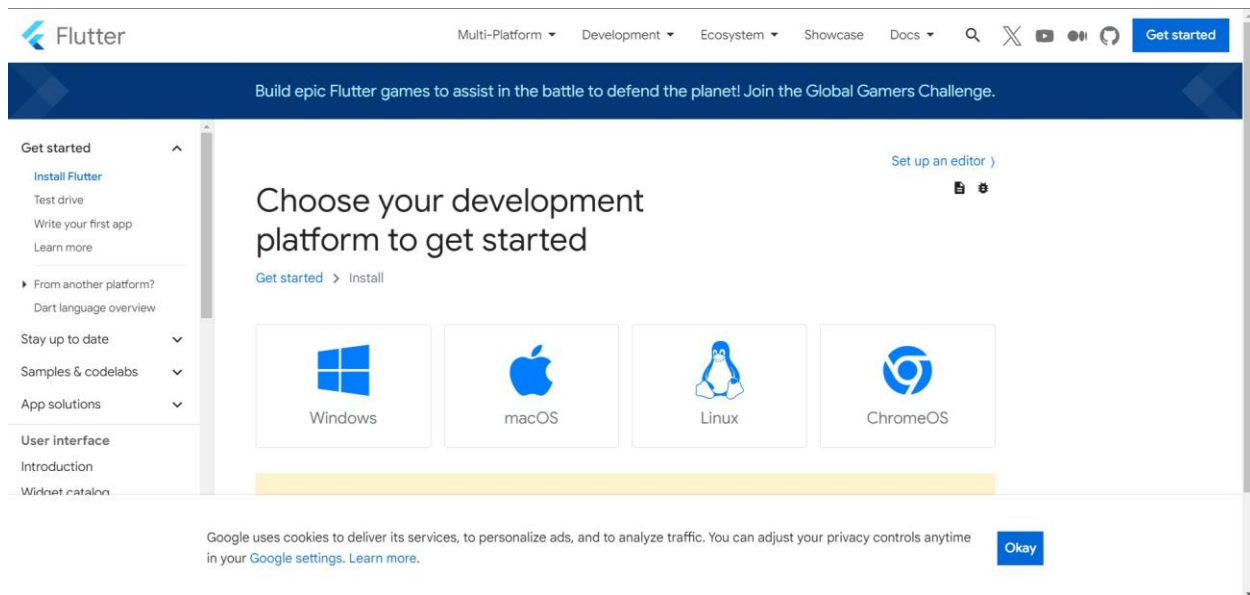 Flutter
Multi-Platform Development Ecosystem Showcase Docs Get started
Build epic Flutter games to assist in the battle to defend the planet! Join the Global Gamers Challenge.
Get started
Install Flutter
Test drive
Write your first app
Learn more
From another platform?
Dart language overview
Stay up to date
Samples & codelabs
App solutions
User interface
Introduction
Widget catalog
Set up an editor
Choose your development
platform to get started
Get started > Install
Windows macOS Linux ChromeOS
Google uses cookies to deliver its services, to personalize ads, and to analyze traffic. You can adjust your privacy controls anytime
in your Google settings. Learn more.
Okay